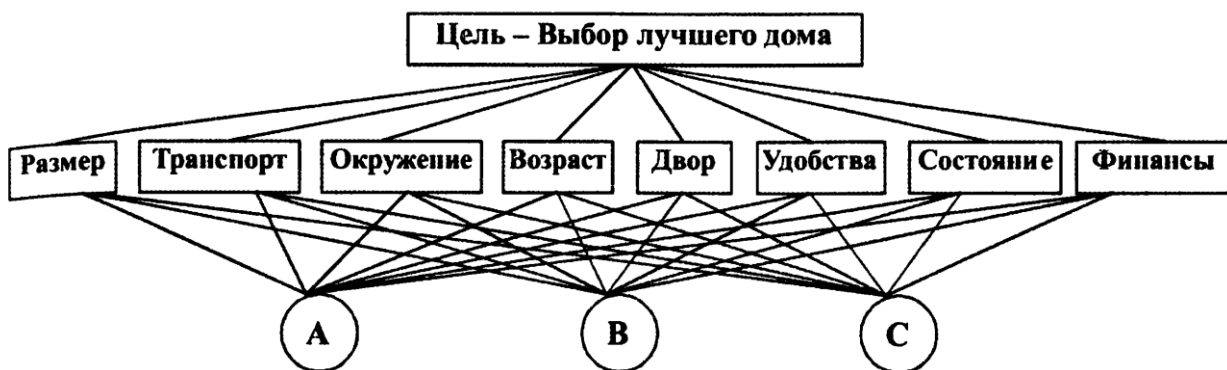 Цель – Выбор лучшего дома
Размер Транспорт Окружение Возраст Двор Удобства Состояние Финансы
А В С